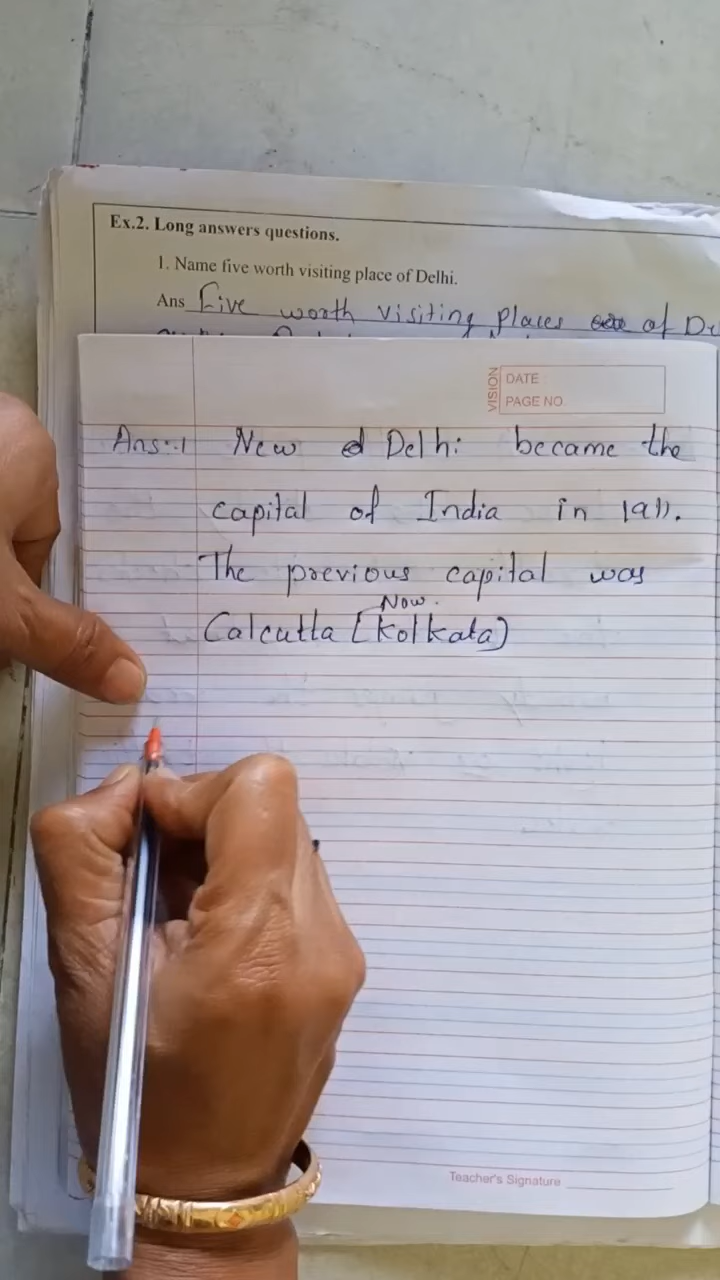 Ex.2. Long answers questions.
1. Name five worth visiting place of Delhi.
Ans Five worth visiting places of De
VISION
DATE
PAGE NO
Ans:-1 New Delhi became the
capital of India in 1911.
The previous capital was
Now.
Calcutta [Kolkata)
Teacher's Signature